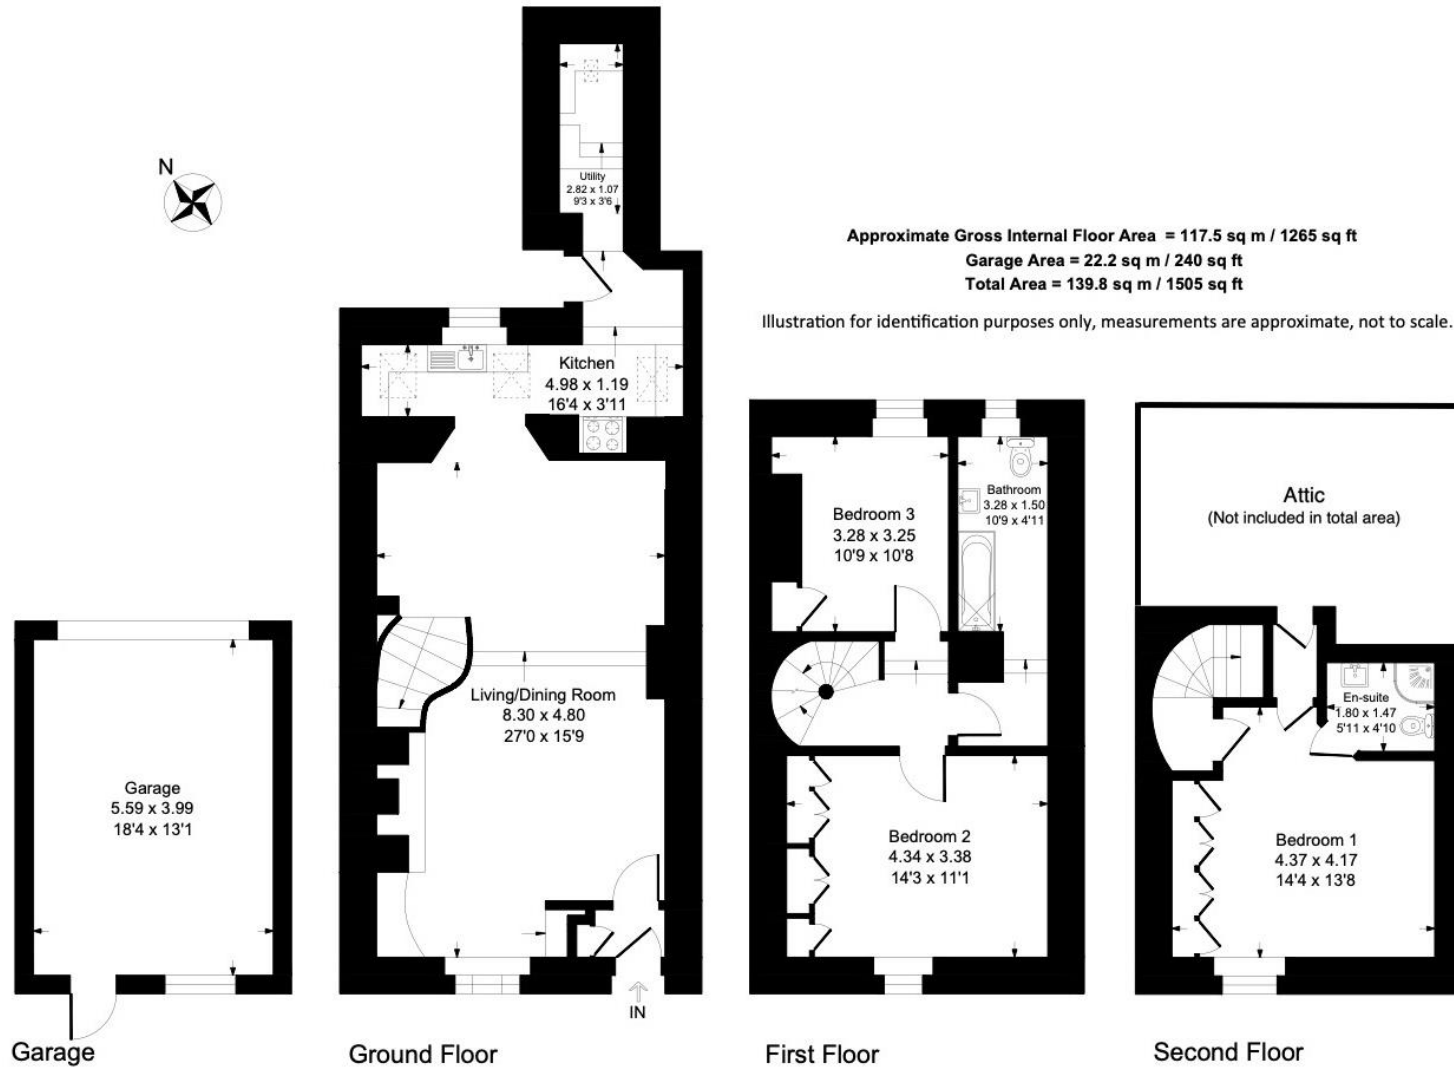 N
Utility
2.82 x 1.07
9'3 x 3'6
Approximate Gross Internal Floor Area = 117.5 sq m / 1265 sq ft
Garage Area = 22.2 sq m / 240 sq ft
Total Area = 139.8 sq m / 1505 sq ft
Illustration for identification purposes only, measurements are approximate, not to scale.
Kitchen
4.98 x 1.19
16'4 x 3'11
Living/Dining Room
8.30 x 4.80
27'0 x 15'9
IN
Garage
5.59 x 3.99
18'4 x 13'1
Bedroom 3
3.28 x 3.25
10'9 x 10'8
Bathroom
3.28 x 1.50
10'9 x 4'11
Bedroom 2
4.34 x 3.38
14'3 x 11'1
Attic
(Not included in total area)
En-suite
1.80 x 1.47
5'11 x 4'10
Bedroom 1
4.37 x 4.17
14'4 x 13'8
Garage
Ground Floor
First Floor
Second Floor